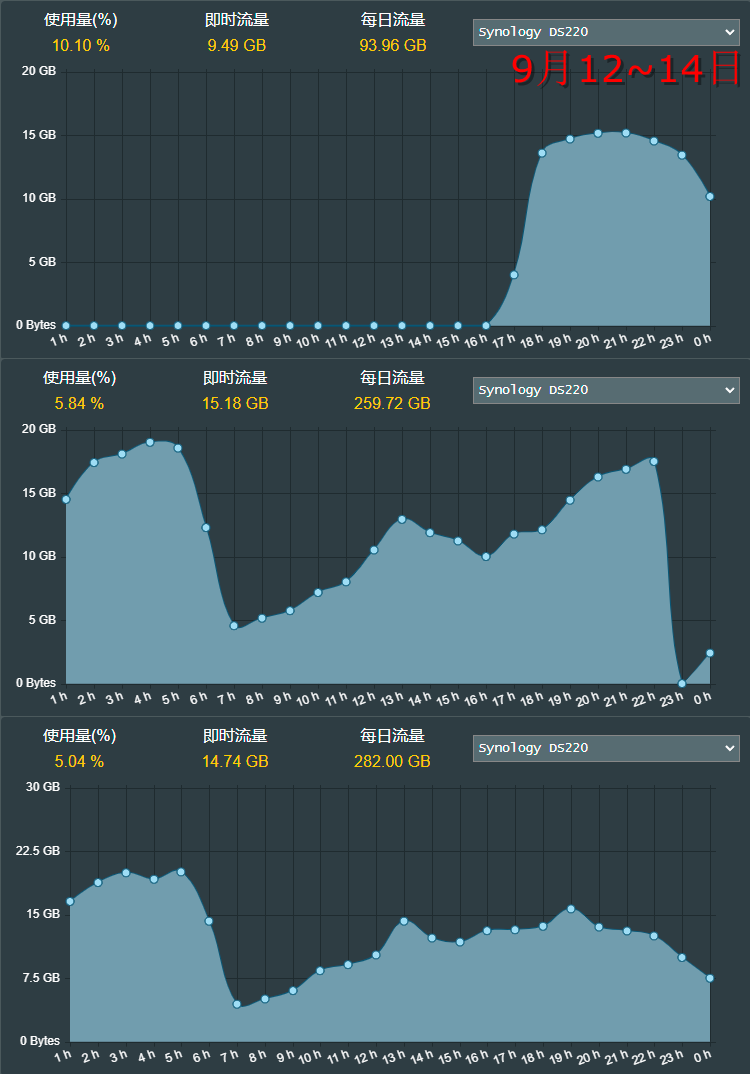 使用量(%) 即时流量 每日流量
10.10 % 9.49 GB 93.96 GB
Synology DS220
9月12~14日
20 GB
15 GB
10 GB
5 GB
0 Bytes
1 h 2 h 3 h 4 h 5 h 6 h 7 h 8 h 9 h 10 h 11 h 12 h 13 h 14 h 15 h 16 h 17 h 18 h 19 h 20 h 21 h 22 h 23 h 0 h
使用量(%) 即时流量 每日流量
5.84 % 15.18 GB 259.72 GB
Synology DS220
20 GB
15 GB
10 GB
5 GB
0 Bytes
1 h 2 h 3 h 4 h 5 h 6 h 7 h 8 h 9 h 10 h 11 h 12 h 13 h 14 h 15 h 16 h 17 h 18 h 19 h 20 h 21 h 22 h 23 h 0 h
使用量(%) 即时流量 每日流量
5.04 % 14.74 GB 282.00 GB
Synology DS220
30 GB
22.5 GB
15 GB
7.5 GB
0 Bytes
1 h 2 h 3 h 4 h 5 h 6 h 7 h 8 h 9 h 10 h 11 h 12 h 13 h 14 h 15 h 16 h 17 h 18 h 19 h 20 h 21 h 22 h 23 h 0 h